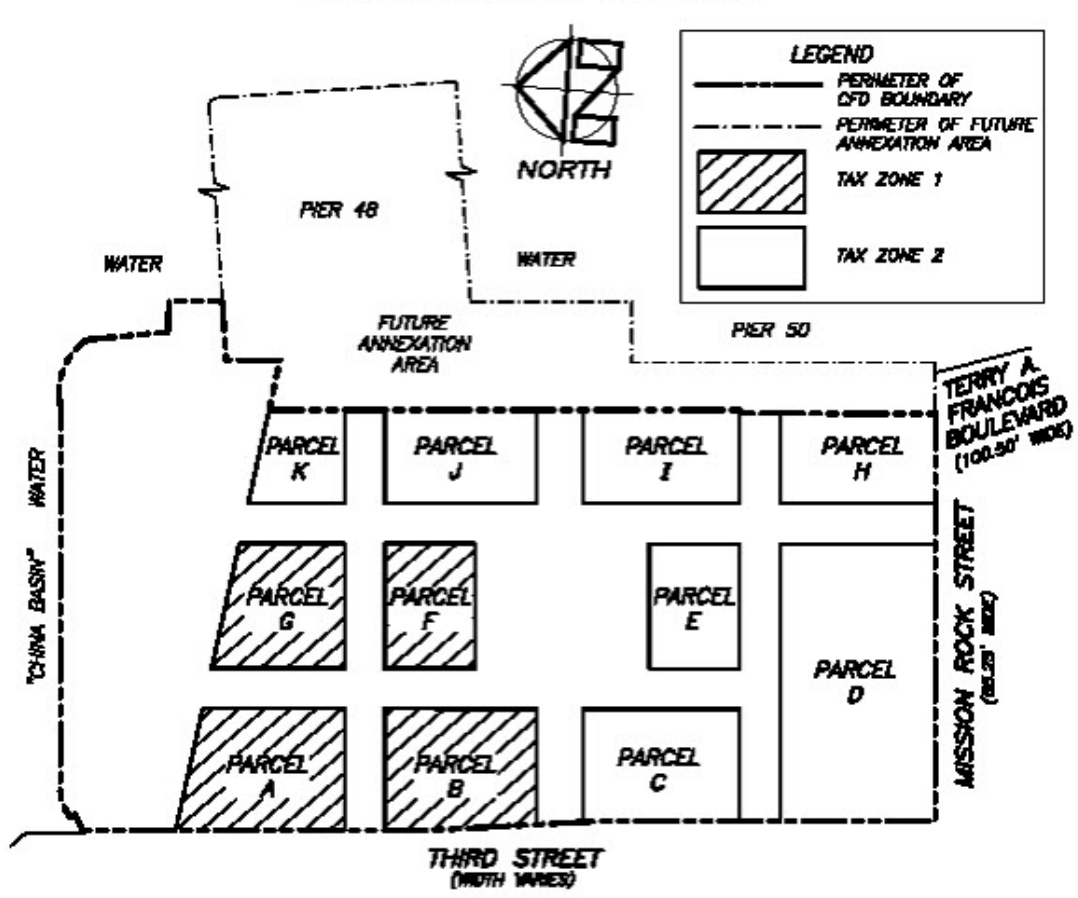 LEGEND
PERIMETER OF
CFD BOUNDARY
PERIMETER OF FUTURE
ANNEXATION AREA
TAX ZONE 1
TAX ZONE 2
NORTH
PIER 48
WATER
WATER
FUTURE
ANNEXATION
AREA
PIER 50
TERRY A.
FRANCOIS
BOULEVARD
(100.50' WIDE)
PARCEL
K
PARCEL
J
PARCEL
I
PARCEL
H
"CHINA BASIN" WATER
PARCEL
G
PARCEL
F
PARCEL
E
PARCEL
D
MISSION ROCK STREET
WIDE)
PARCEL
A
PARCEL
B
PARCEL
C
THIRD STREET
(WIDTH VARIES)